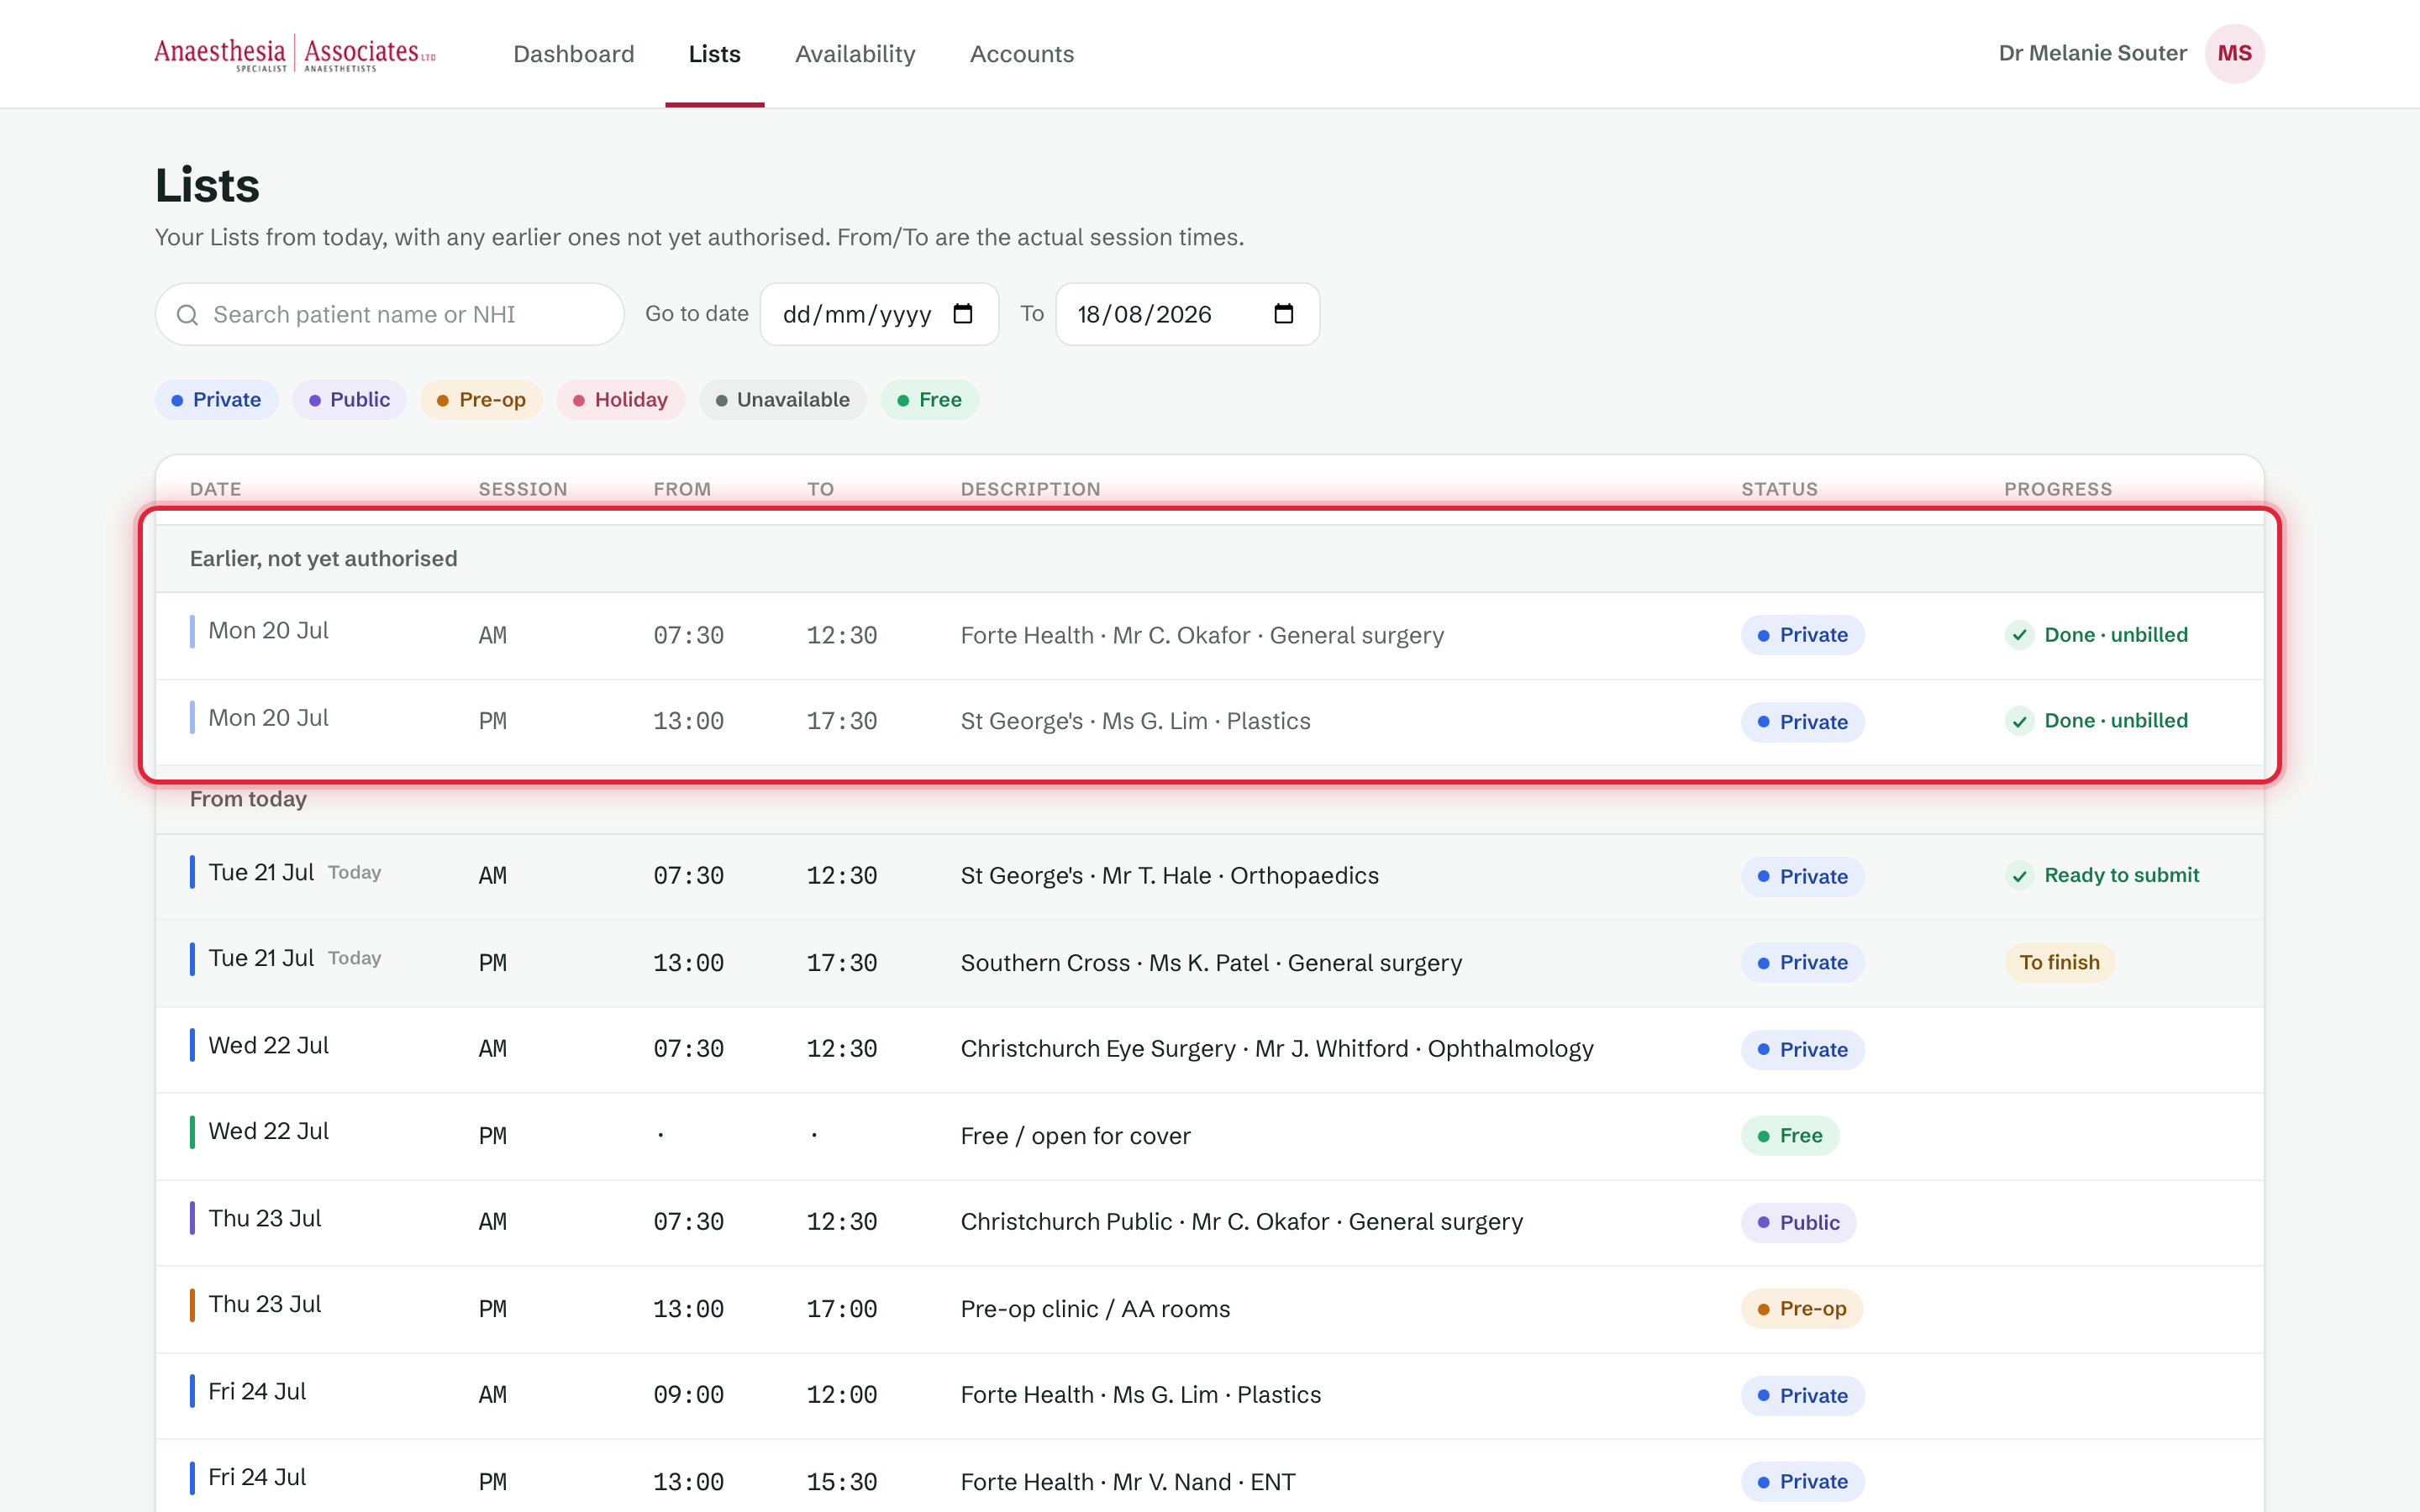 Anaesthesia | Associates LTD
SPECIALIST ANAESTHETISTS
Dashboard Lists Availability Accounts
Dr Melanie Souter MS
Lists
Your Lists from today, with any earlier ones not yet authorised. From/To are the actual session times.
Search patient name or NHI Go to date dd/mm/yyyy To 18/08/2026
Private Public Pre-op Holiday Unavailable Free
DATE SESSION FROM TO DESCRIPTION STATUS PROGRESS
Earlier, not yet authorised
Mon 20 Jul AM 07:30 12:30 Forte Health · Mr C. Okafor · General surgery Private Done · unbilled
Mon 20 Jul PM 13:00 17:30 St George's · Ms G. Lim · Plastics Private Done · unbilled
From today
Tue 21 Jul Today AM 07:30 12:30 St George's · Mr T. Hale · Orthopaedics Private Ready to submit
Tue 21 Jul Today PM 13:00 17:30 Southern Cross · Ms K. Patel · General surgery Private To finish
Wed 22 Jul AM 07:30 12:30 Christchurch Eye Surgery · Mr J. Whitford · Ophthalmology Private
Wed 22 Jul PM · · Free / open for cover Free
Thu 23 Jul AM 07:30 12:30 Christchurch Public · Mr C. Okafor · General surgery Public
Thu 23 Jul PM 13:00 17:00 Pre-op clinic / AA rooms Pre-op
Fri 24 Jul AM 09:00 12:00 Forte Health · Ms G. Lim · Plastics Private
Fri 24 Jul PM 13:00 15:30 Forte Health · Mr V. Nand · ENT Private